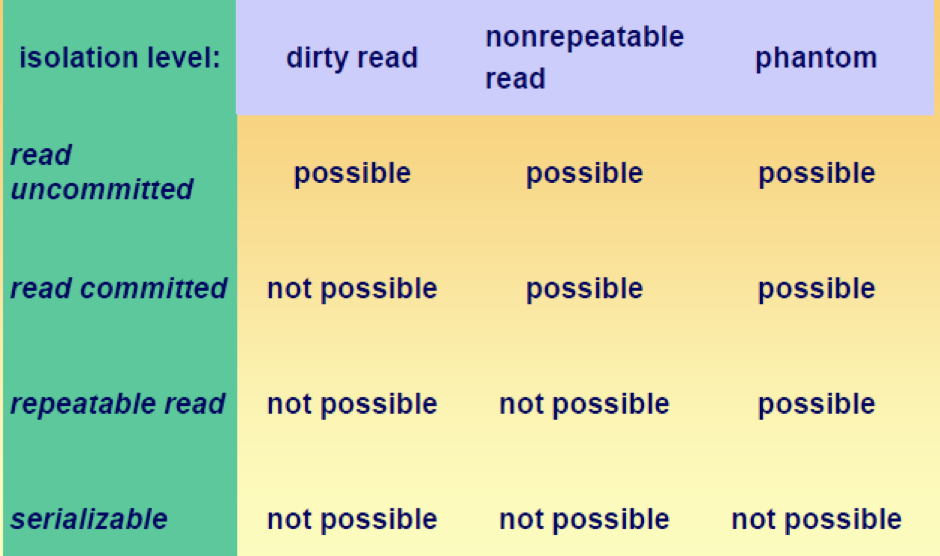 isolation level: dirty read nonrepeatable read phantom
read uncommitted possible possible possible
read committed not possible possible possible
repeatable read not possible not possible possible
serializable not possible not possible not possible